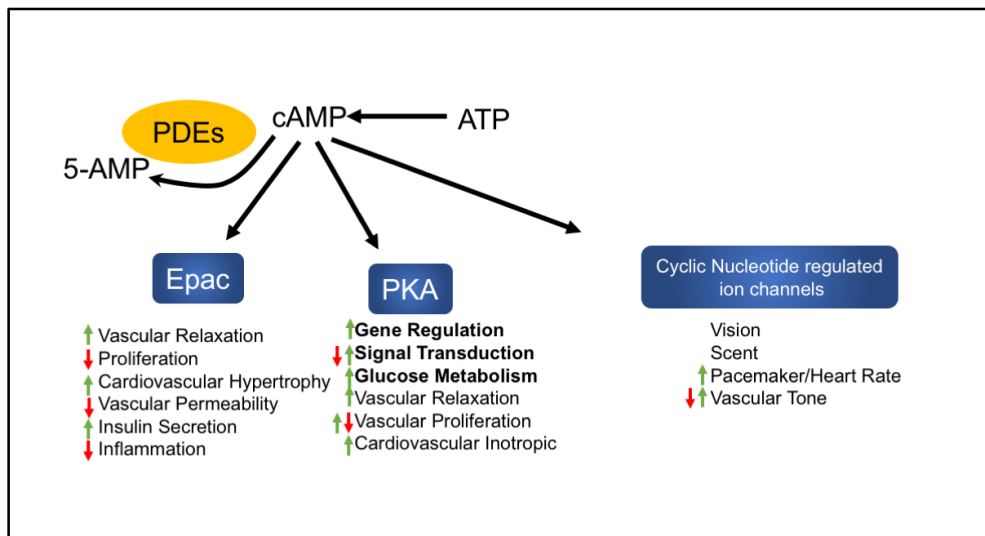 PDEs
cAMP
ATP
5-AMP
Epac
Vascular Relaxation
Proliferation
Cardiovascular Hypertrophy
Vascular Permeability
Insulin Secretion
Inflammation
PKA
Gene Regulation
Signal Transduction
Glucose Metabolism
Vascular Relaxation
Vascular Proliferation
Cardiovascular Inotropic
Cyclic Nucleotide regulated
ion channels
Vision
Scent
Pacemaker/Heart Rate
Vascular Tone